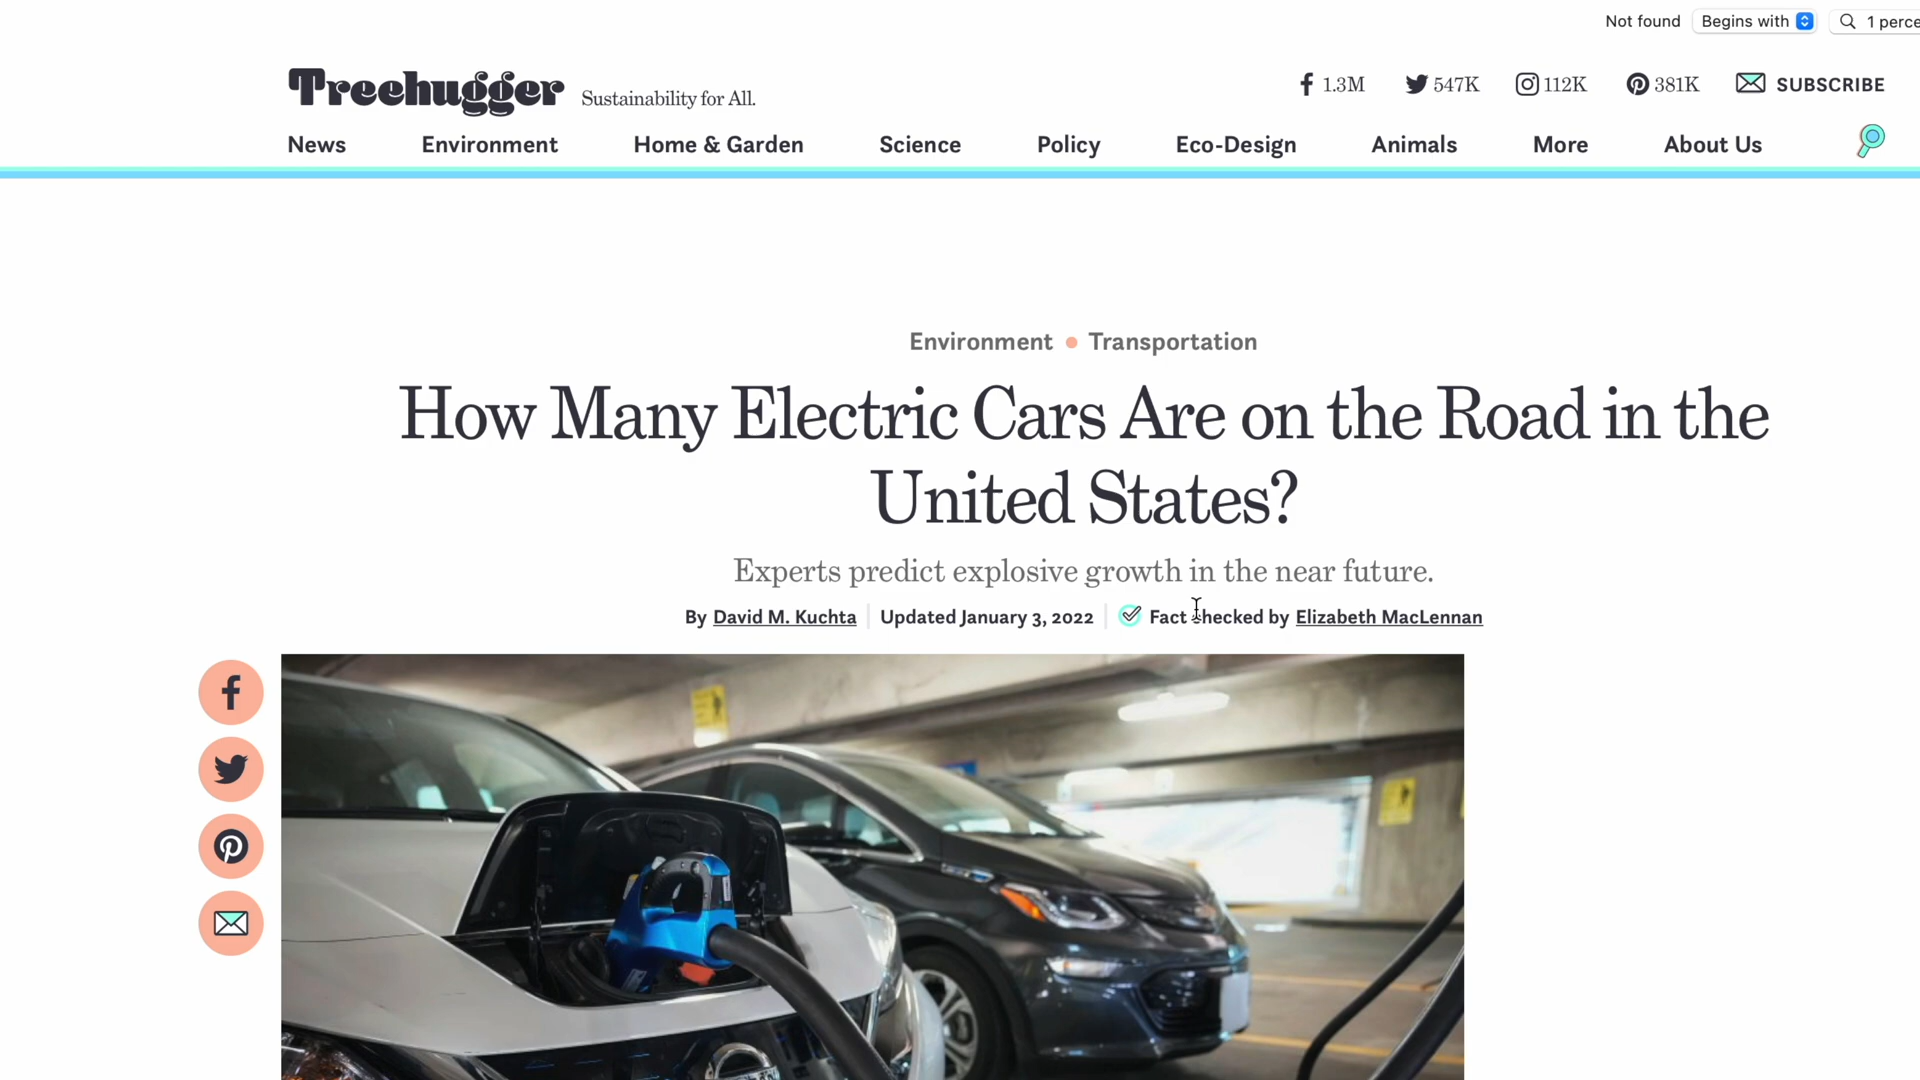 Not found Begins with 1 perce
Treehugger Sustainability for All.
1.3M 547K 112K 381K SUBSCRIBE
News Environment Home & Garden Science Policy Eco-Design Animals More About Us
Environment • Transportation
How Many Electric Cars Are on the Road in the
United States?
Experts predict explosive growth in the near future.
By David M. Kuchta Updated January 3, 2022 Fact checked by Elizabeth MacLennan